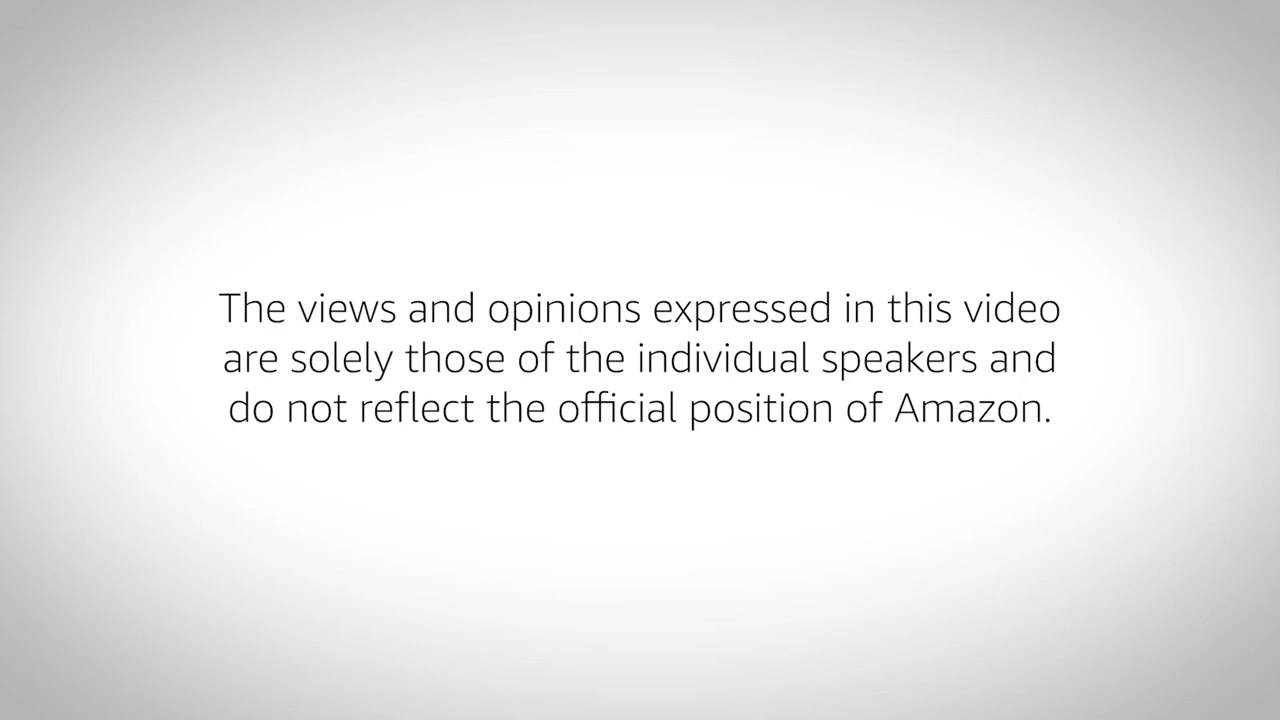 The views and opinions expressed in this video
are solely those of the individual speakers and
do not reflect the official position of Amazon.